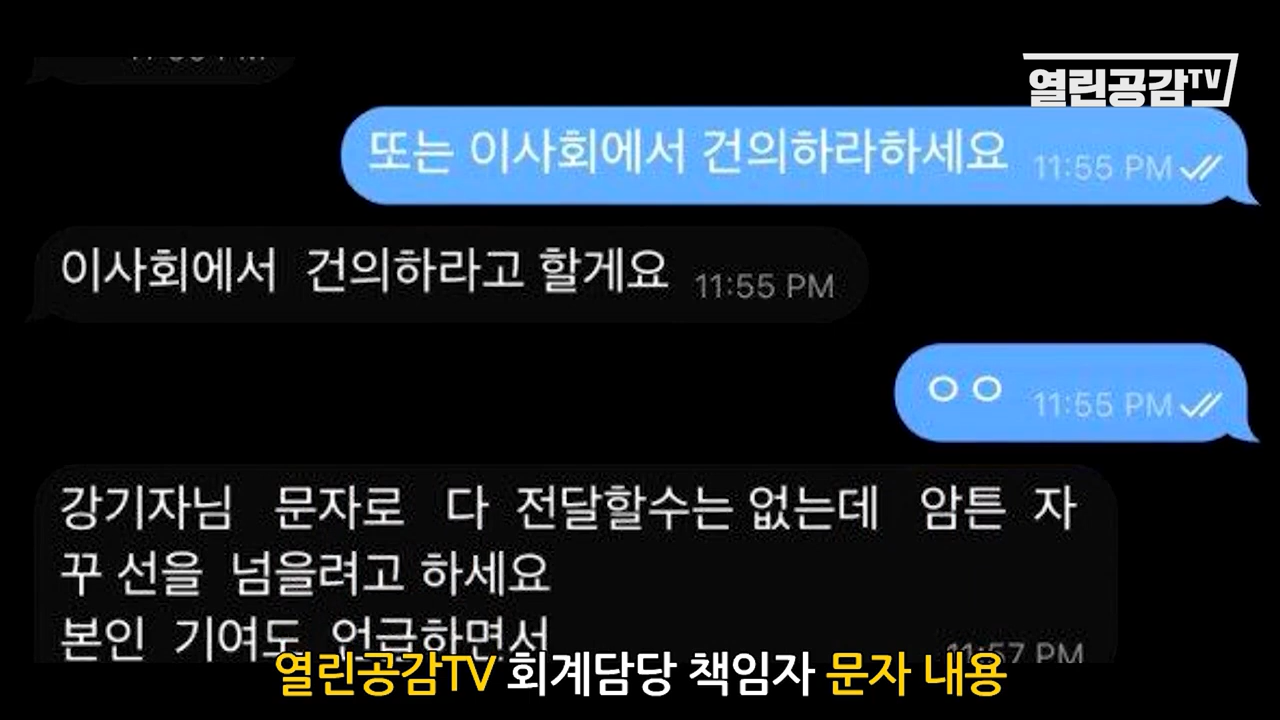 열린공감TV
또는 이사회에서 건의하라하세요 11:55 PM
이사회에서 건의하라고 할게요 11:55 PM
ㅇㅇ 11:55 PM
강기자님 문자로 다 전달할수는 없는데 암튼 자
꾸 선을 넘을려고 하세요
본인 기여도 언급하면서 11:57 PM
열린공감TV 회계담당 책임자 문자 내용